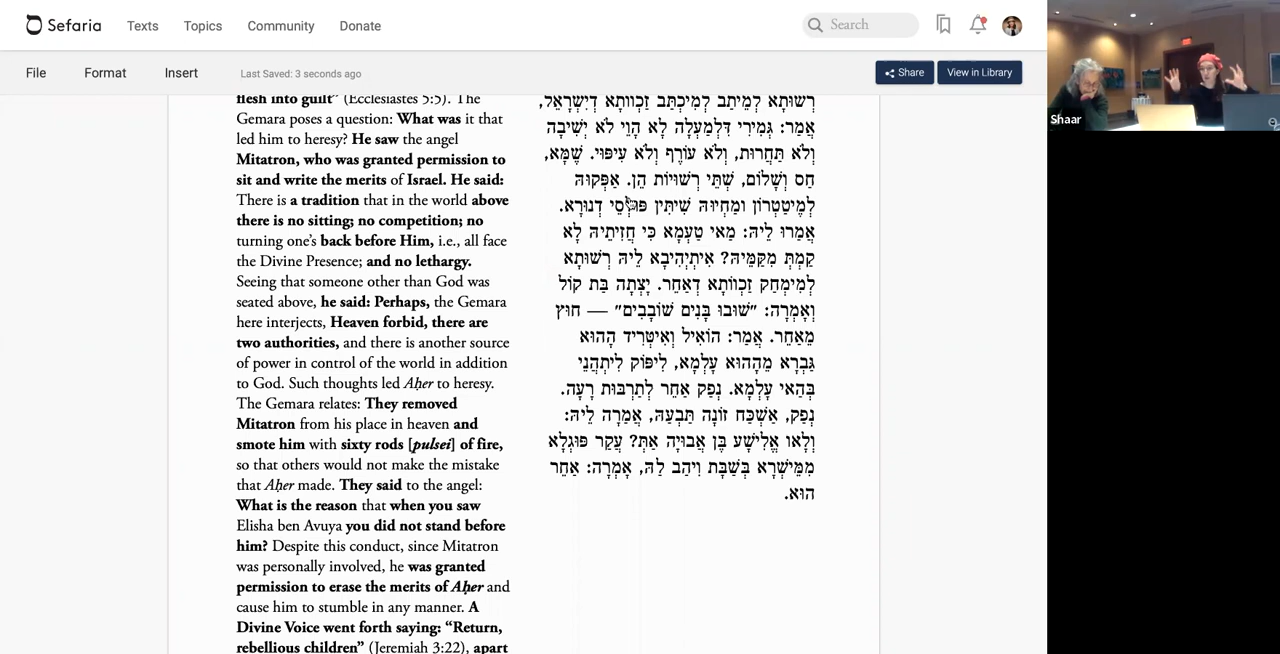 Sefaria
Texts
Topics
Community
Donate
Search
File
Format
Insert
Last Saved: 3 seconds ago
Share
View in Library
flesh into guilt” (Ecclesiastes 5:5). The
Gemara poses a question: What was it that
led him to heresy? He saw the angel
Mitatron, who was granted permission to
sit and write the merits of Israel. He said:
There is a tradition that in the world above
there is no sitting; no competition; no
turning one’s back before Him, i.e., all face
the Divine Presence; and no lethargy.
Seeing that someone other than God was
seated above, he said: Perhaps, the Gemara
here interjects, Heaven forbid, there are
two authorities, and there is another source
of power in control of the world in addition
to God. Such thoughts led Aḥer to heresy.
The Gemara relates: They removed
Mitatron from his place in heaven and
smote him with sixty rods [pulsei] of fire,
so that others would not make the mistake
that Aḥer made. They said to the angel:
What is the reason that when you saw
Elisha ben Avuya you did not stand before
him? Despite this conduct, since Mitatron
was personally involved, he was granted
permission to erase the merits of Aḥer and
cause him to stumble in any manner. A
Divine Voice went forth saying: “Return,
rebellious children” (Jeremiah 3:22), apart
רְשׁוּתָא לְמֵיתַב לְמִיכְתַּב זַכְווֹתָא דְיִשְׂרָאֵל,
אֲמַר: גְּמִירִי דִּלְמַעְלָה לָא הָוֵי לֹא יְשִׁיבָה
וְלֹא תַּחֲרוּת, וְלֹא עוֹרֶף וְלֹא עִיפּוּי. שֶׁמָּא,
חַס וְשָׁלוֹם, שְׁתֵּי רְשׁוּיוֹת הֵן. אַפְּקוּהּ
לְמֶיטַטְרוֹן וּמַחְיוּהּ שִׁיתִּין פּוּלְסֵי דְנוּרָא.
אֲמַרוּ לֵיהּ: מַאי טַעְמָא כִּי חֲזִיתֵיהּ לָא
קַמְתְּ מִקַּמֵּיהּ? אִיתְיְהִיבָא לֵיהּ רְשׁוּתָא
לְמִימְחַק זַכְוָותָא דְאַחֵר. יָצְתָה בַּת קוֹל
וְאָמְרָה: ״שׁוּבוּ בָּנִים שׁוֹבָבִים״ — חוּץ
מֵאַחֵר. אֲמַר: הוֹאִיל וְאִיטְּרִיד הָהוּא
גַּבְרָא מֵהָהוּא עָלְמָא, לִיפּוֹק לִיתְהֲנֵי
בְּהַאי עָלְמָא. נְפַק אַחֵר לְתַרְבּוּת רָעָה.
נְפַק, אַשְׁכַּח זוֹנָה תַּבְעַהּ, אֲמַרָה לֵיהּ:
וְלָאו אֱלִישָׁע בֶּן אֲבוּיָה אַתְּ? עֲקַר פּוּגְלָא
מִמֵּישְׁרָא בְּשַׁבָּת וִיהַב לַהּ, אָמְרָה: אַחֵר
הוּא.
Shaar